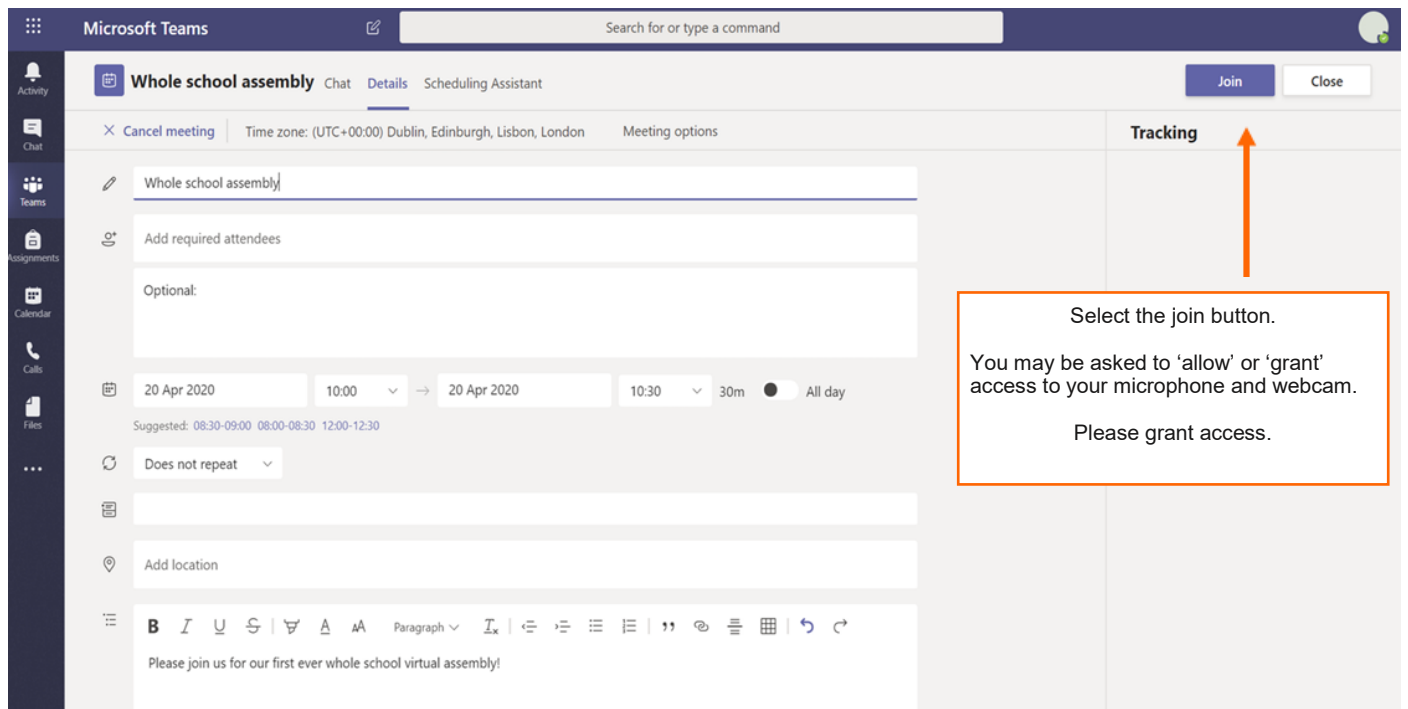 Microsoft Teams
Search for or type a command
Activity
Chat
Teams
Assignments
Calendar
Calls
Files
Whole school assembly Chat Details Scheduling Assistant
Join Close
Cancel meeting Time zone: (UTC+00:00) Dublin, Edinburgh, Lisbon, London Meeting options
Tracking
Whole school assembly
Add required attendees
Optional:
20 Apr 2020 10:00 → 20 Apr 2020 10:30 30m All day
Suggested: 08:30-09:00 08:00-08:30 12:00-12:30
Does not repeat
Add location
B I U S A AA Paragraph Tx
Please join us for our first ever whole school virtual assembly!
Select the join button.
You may be asked to ‘allow’ or ‘grant’
access to your microphone and webcam.
Please grant access.